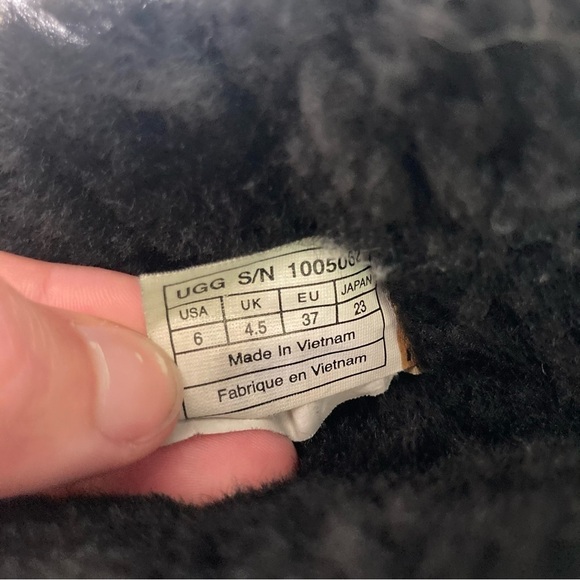 UGG S/N
USA UK EU JAPAN
6 4.5 37 23
Made In Vietnam
Fabrique en Vietnam